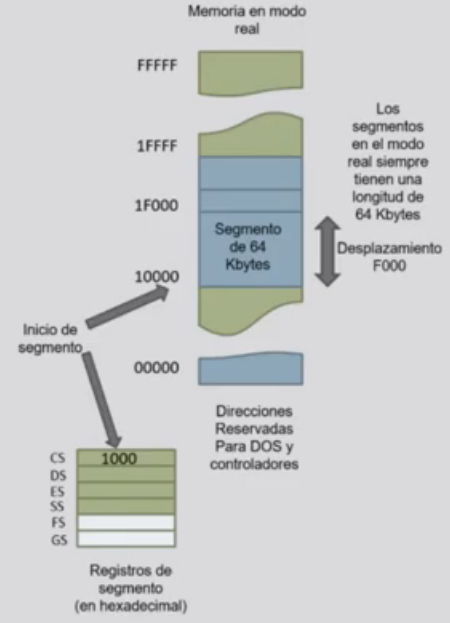 Memoria en modo
real
FFFFF
1FFFF
1F000
10000
00000
Los
segmentos
en el modo
real siempre
tienen una
longitud de
64 Kbytes
Segmento
de 64
Kbytes
Desplazamiento
F000
Inicio de
segmento
Direcciones
Reservadas
Para DOS y
controladores
CS 1000
DS
ES
SS
FS
GS
Registros de
segmento
(en hexadecimal)